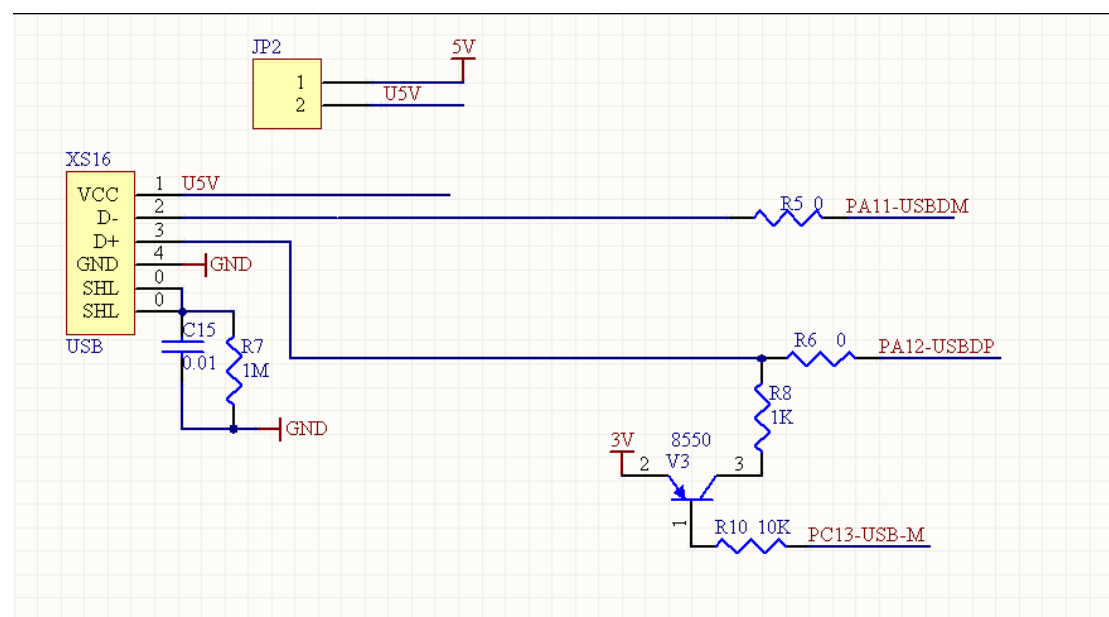 JP2
5V
1
U5V
2
XS16
VCC 1 U5V
D- 2
R5 0 PA11-USBDM
D+ 3
GND 4 GND
SHL 0
SHL 0
USB
C15
0.01
R7
1M
GND
R6 0 PA12-USBDP
R8
1K
3V
8550
2 V3 3
1
R10 10K PC13-USB-M